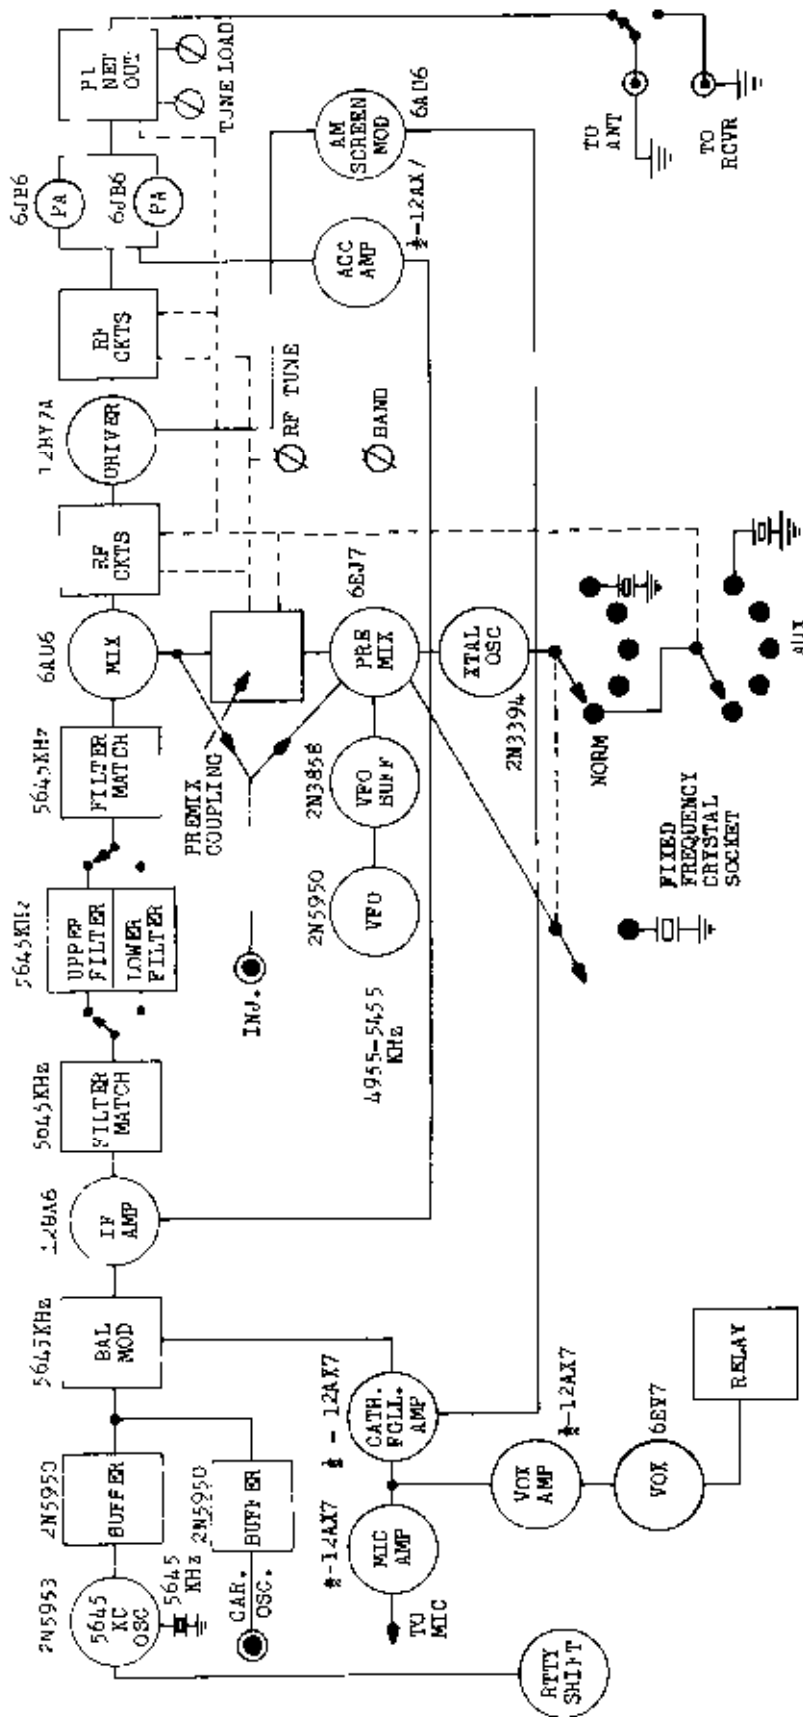 2N5953
5645
KC
OSC
5645
KHz
2N5950
BUFFER
2N5950
BUFFER
CAR.
OSC.
5645KHz
BAL
MOD
12BA6
IF
AMP
5645KHz
FILTER
MATCH
5645KHz
UPPER
FILTER
LOWER
FILTER
5645KHz
FILTER
MATCH
6AU6
MIX
RF
CKTS
12BY7A
DRIVER
RF
CKTS
6JB6
PA
6JB6
PA
PI
NET
OUT
TUNE LOAD
PREMIX
COUPLING
INJ.
RF TUNE
BAND
AM
SCREEN
MOD
6AU6
ACC
AMP
½-12AX7
2N5950
VFO
2N3858
VFO
BUFF
4955-5455
KHz
6EJ7
PRE
MIX
XTAL
OSC
2N3394
NORM
FIXED
FREQUENCY
CRYSTAL
SOCKET
AUX
TO
ANT
TO
RCVR
TO
MIC
½-12AX7
MIC
AMP
½ - 12AX7
CATH.
FOLL.
AMP
½-12AX7
VOX
AMP
6EV7
VOX
RELAY
RTTY
SHIFT